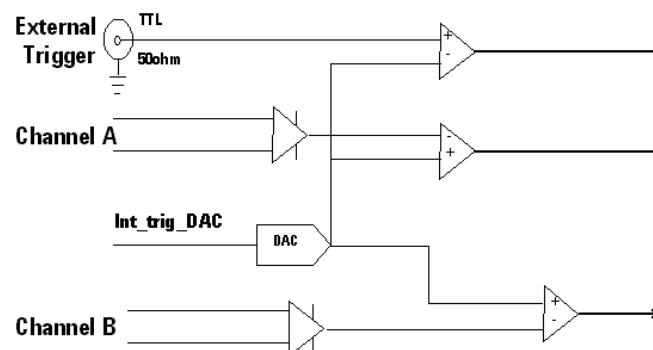 External
Trigger
TTL
50ohm
+
-
Channel A
-
+
Int_trig_DAC
DAC
+
-
Channel B